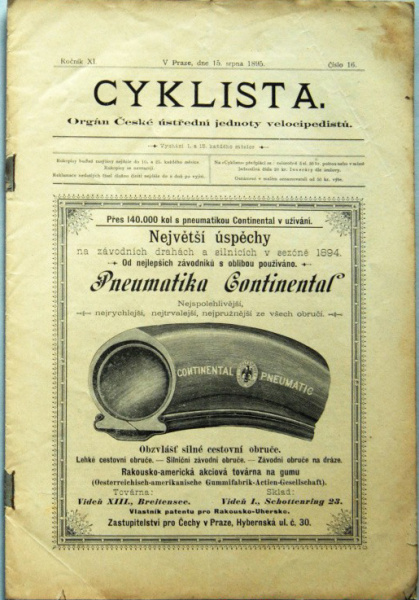 Ročník XI.
V Praze, dne 15. srpna 1895.
číslo 16.
CYKLISTA.
Orgán České ústřední jednoty velocipedistů.
Vychází 1. a 15. každého měsíce
Přes 140.000 kol s pneumatikou Continental v užívání.
Největší úspěchy
na závodních drahách a silnicích v sezóně 1894.
Od nejlepších závodníků s oblibou používáno.
Pneumatika Continental
Nejspolehlivější,
nejrychlejší, nejtrvalejší, nejpružnější ze všech obručí.
CONTINENTAL PNEUMATIC
Obzvlášť silné cestovní obruče.
Lehké cestovní obruče. — Silniční závodní obruče. — Závodní obruče na dráze.
Rakousko-americká akciová továrna na gumu
(Oesterreichisch-amerikanische Gummifabrik-Actien-Gesellschaft).
Továrna: Sklad:
Vídeň XIII., Breitensee. Vídeň I., Schottenring 25.
Vlastník patentu pro Rakousko-Uhersko.
Zastupitelství pro Čechy v Praze, Hybernská ul. č. 30.